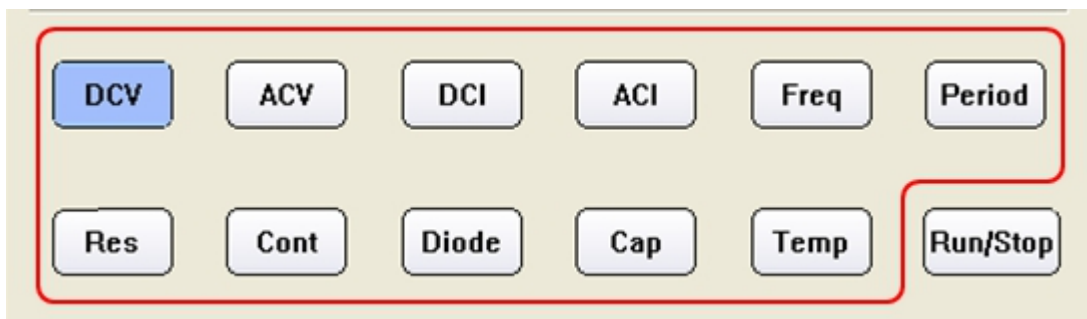 DCV ACV DCI ACI Freq Period
Res Cont Diode Cap Temp Run/Stop